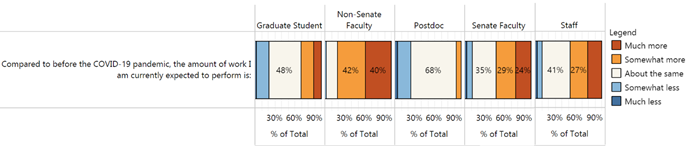 Graduate Student
Non-Senate
Faculty
Postdoc
Senate Faculty
Staff
Legend
Much more
Somewhat more
About the same
Somewhat less
Much less
Compared to before the COVID-19 pandemic, the amount of work I
am currently expected to perform is:
48%
42% 40%
68%
35% 29% 24%
41% 27%
30% 60% 90%
30% 60% 90%
30% 60% 90%
30% 60% 90%
30% 60% 90%
% of Total
% of Total
% of Total
% of Total
% of Total